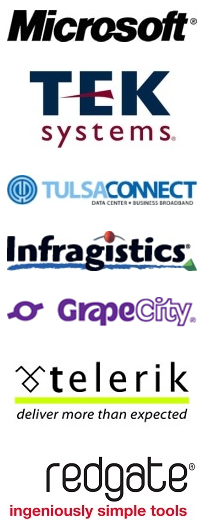 Microsoft®
TEK
systems®
TULSACONNECT
DATA CENTER • BUSINESS BROADBAND
Infragistics®
GrapeCity®
telerik
deliver more than expected
redgate®
ingeniously simple tools